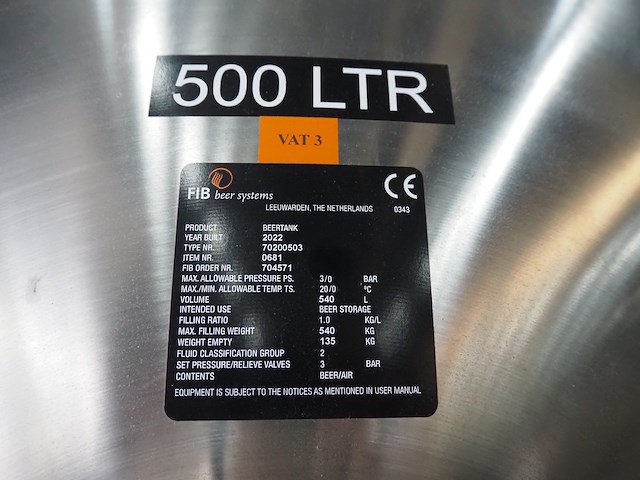 500 LTR
VAT 3
FIB beer systems
CE
LEEUWARDEN, THE NETHERLANDS 0343
PRODUCT BEERTANK
YEAR BUILT 2022
TYPE NR. 70200503
ITEM NR. 0681
FIB ORDER NR. 704571
MAX. ALLOWABLE PRESSURE PS. 3/0 BAR
MAX./MIN. ALLOWABLE TEMP. TS. 20/0 °C
VOLUME 540 L
INTENDED USE BEER STORAGE
FILLING RATIO 1.0 KG/L
MAX. FILLING WEIGHT 540 KG
WEIGHT EMPTY 135 KG
FLUID CLASSIFICATION GROUP 2
SET PRESSURE/RELIEVE VALVES 3 BAR
CONTENTS BEER/AIR
EQUIPMENT IS SUBJECT TO THE NOTICES AS MENTIONED IN USER MANUAL